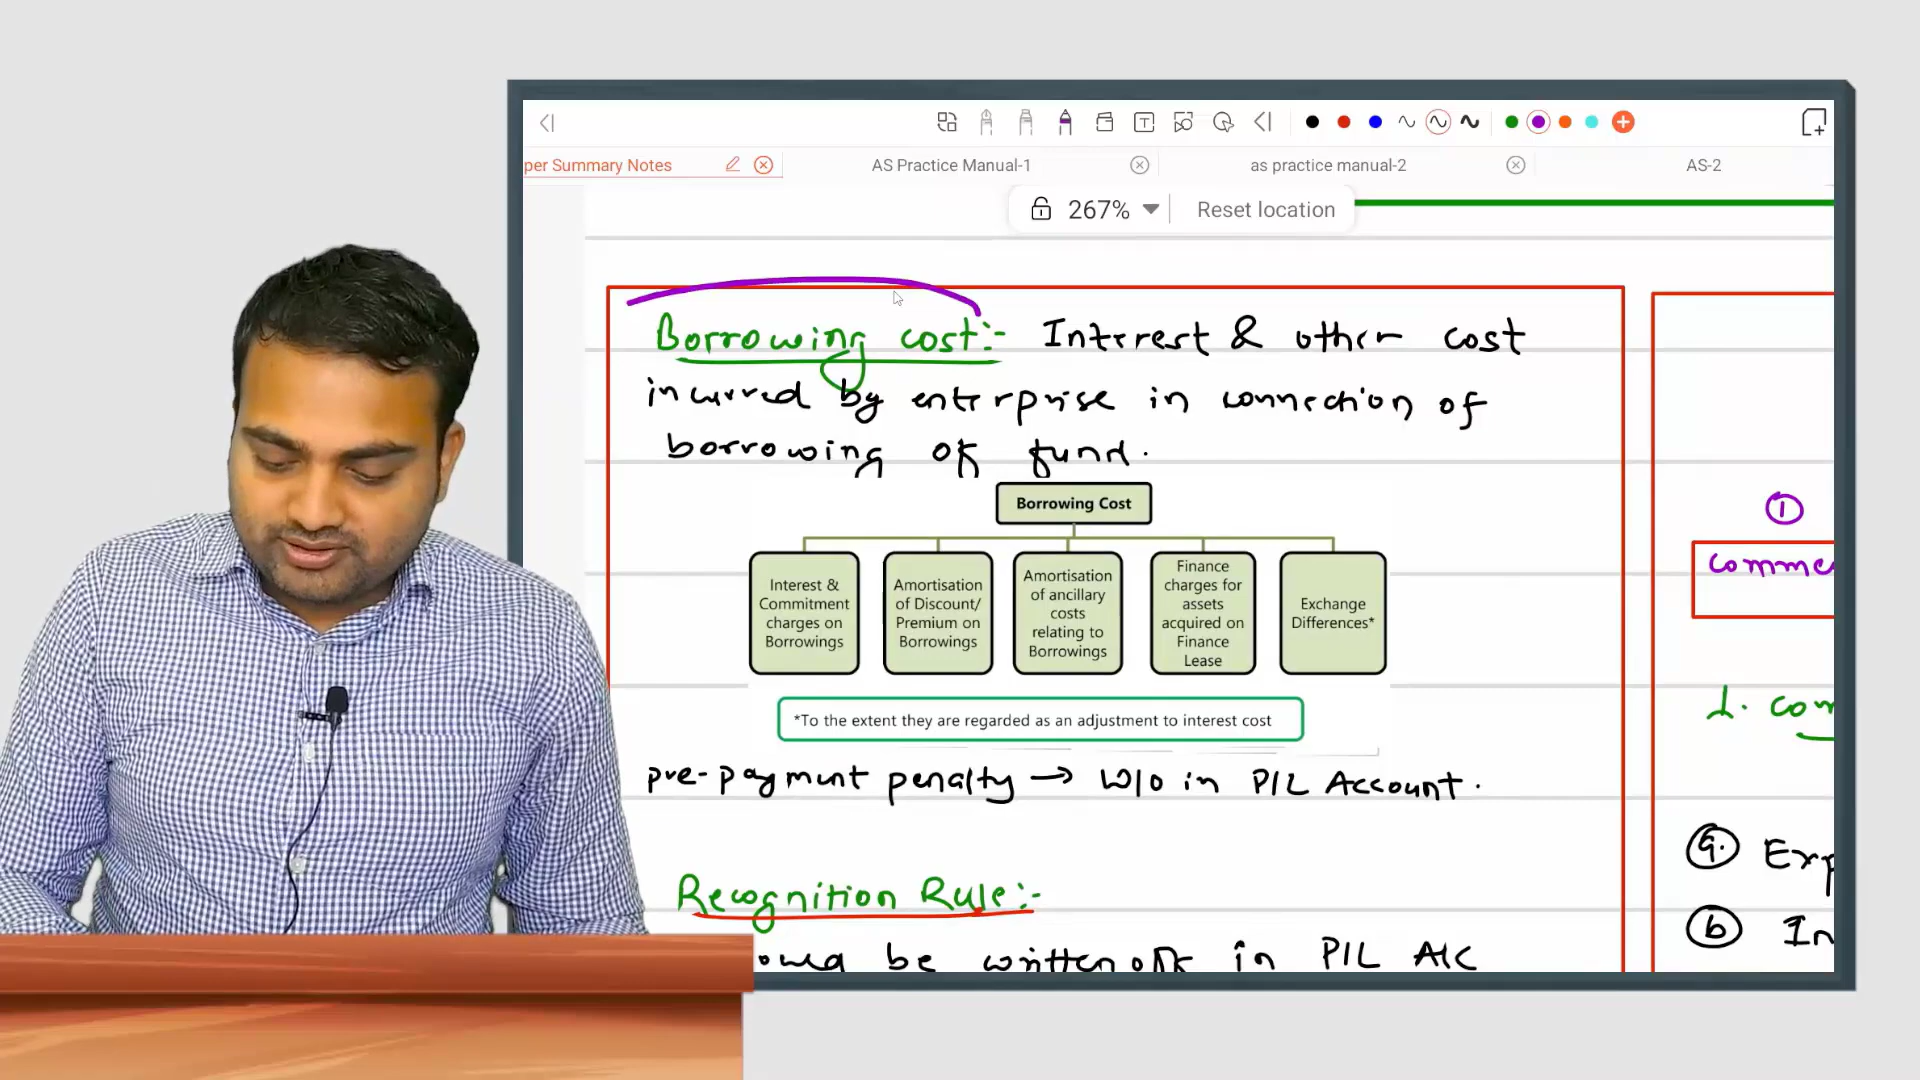 per Summary Notes
AS Practice Manual-1
as practice manual-2
AS-2
267%
Reset location
Borrowing cost:- Interest & other cost
incurred by enterprise in connection of
borrowing of fund.
Borrowing Cost
Interest &
Commitment
charges on
Borrowings
Amortisation
of Discount/
Premium on
Borrowings
Amortisation
of ancillary
costs
relating to
Borrowings
Finance
charges for
assets
acquired on
Finance
Lease
Exchange
Differences*
*To the extent they are regarded as an adjustment to interest cost
pre-payment penalty → W/o in P/L Account.
Recognition Rule:-
be written off in P/L A/c
1
comme
1. com
a. Exp
b In